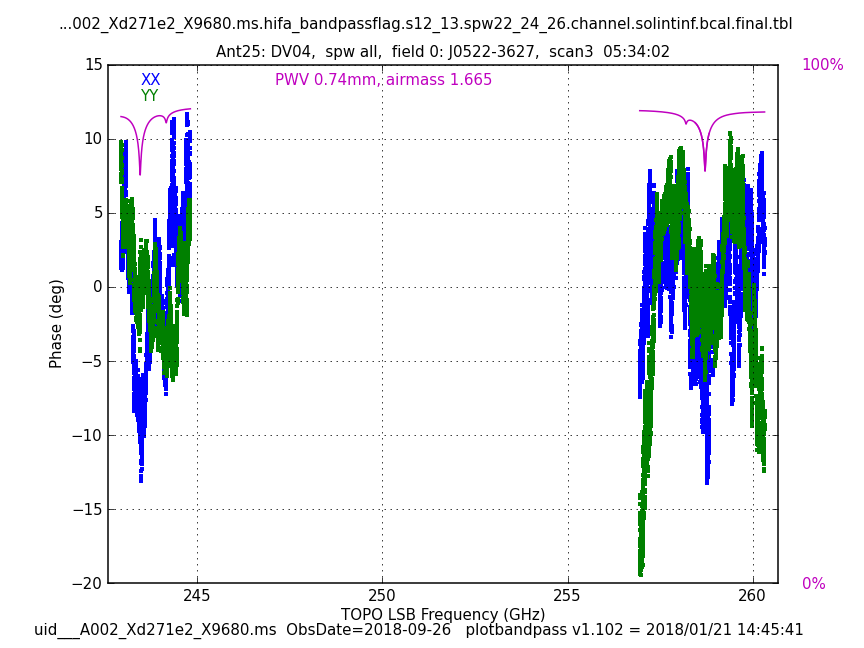 ...002_Xd271e2_X9680.ms.hifa_bandpassflag.s12_13.spw22_24_26.channel.solintinf.bcal.final.tbl
Ant25: DV04,  spw all,  field 0: J0522-3627,  scan3  05:34:02
15
100%
XX
PWV 0.74mm, airmass 1.665
YY
10
5
0
Phase (deg)
−5
−10
−15
−20
0%
245
250
255
260
TOPO LSB Frequency (GHz)
uid___A002_Xd271e2_X9680.ms  ObsDate=2018-09-26   plotbandpass v1.102 = 2018/01/21 14:45:41